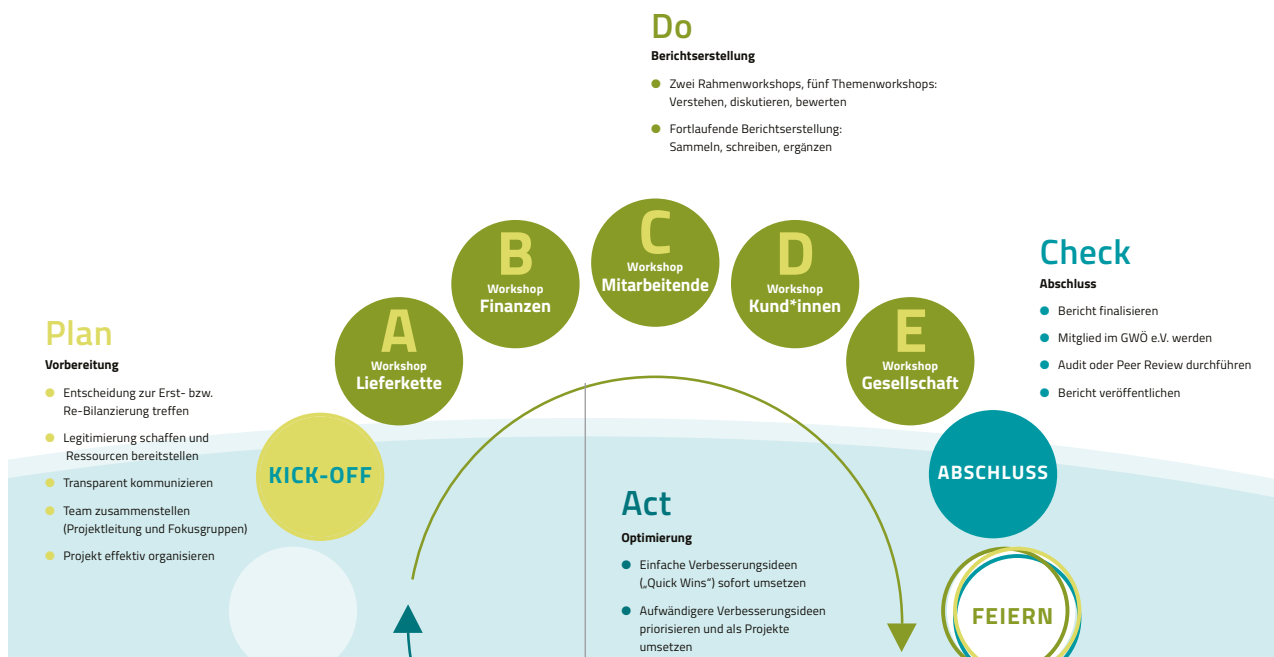 Do
Berichtserstellung
Zwei Rahmenworkshops, fünf Themenworkshops:
Verstehen, diskutieren, bewerten
Fortlaufende Berichtserstellung:
Sammeln, schreiben, ergänzen
Plan
Vorbereitung
Entscheidung zur Erst- bzw.
Re-Bilanzierung treffen
Legitimierung schaffen und
Ressourcen bereitstellen
Transparent kommunizieren
Team zusammenstellen
(Projektleitung und Fokusgruppen)
Projekt effektiv organisieren
KICK-OFF
A
Workshop
Lieferkette
B
Workshop
Finanzen
C
Workshop
Mitarbeitende
D
Workshop
Kund*innen
E
Workshop
Gesellschaft
Check
Abschluss
Bericht finalisieren
Mitglied im GWÖ e.V. werden
Audit oder Peer Review durchführen
Bericht veröffentlichen
ABSCHLUSS
Act
Optimierung
Einfache Verbesserungsideen
(„Quick Wins“) sofort umsetzen
Aufwändigere Verbesserungsideen
priorisieren und als Projekte
umsetzen
FEIERN